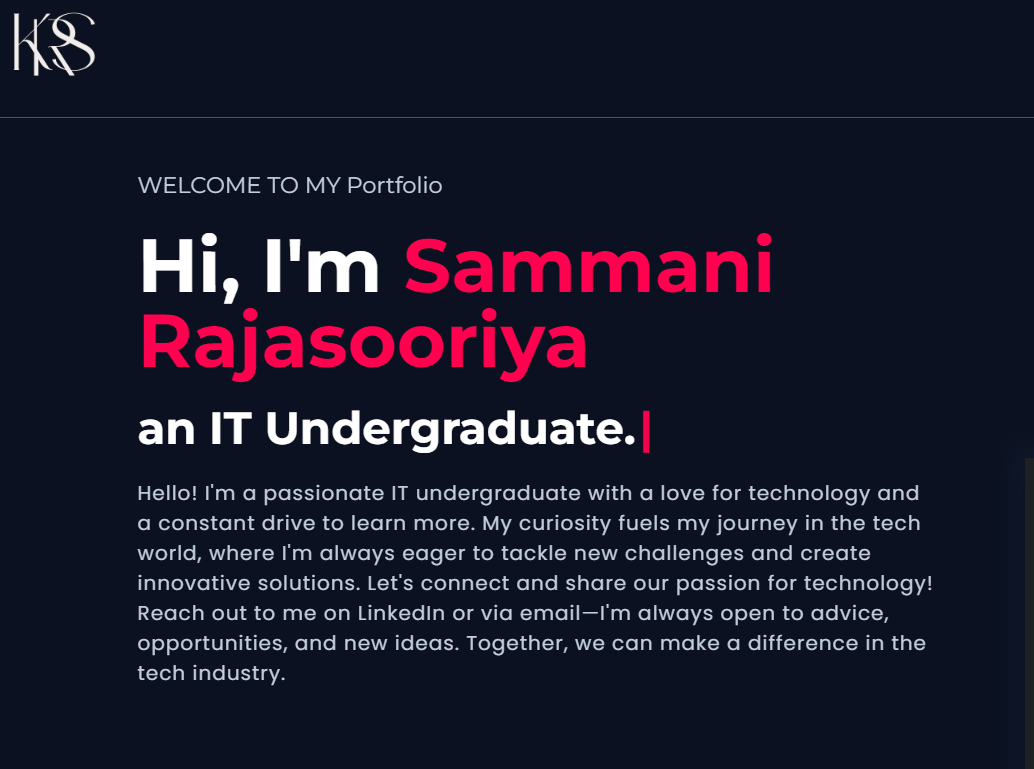 KRS
WELCOME TO MY Portfolio
Hi, I'm Sammani
Rajasooriya
an IT Undergraduate.|
Hello! I'm a passionate IT undergraduate with a love for technology and
a constant drive to learn more. My curiosity fuels my journey in the tech
world, where I'm always eager to tackle new challenges and create
innovative solutions. Let's connect and share our passion for technology!
Reach out to me on LinkedIn or via email—I'm always open to advice,
opportunities, and new ideas. Together, we can make a difference in the
tech industry.